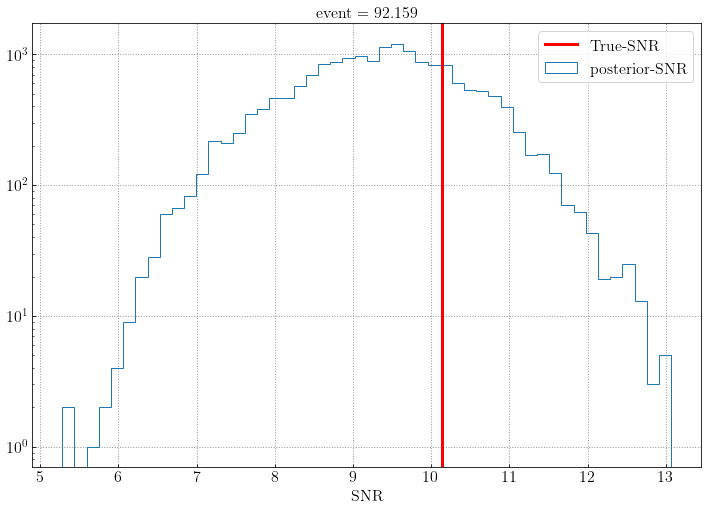 event = 92.159
True-SNR
posterior-SNR
10³
10²
10¹
10⁰
5 6 7 8 9 10 11 12 13
SNR